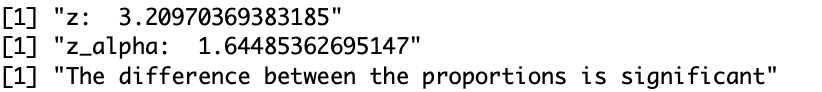 [1] "z:  3.20970369383185"
[1] "z_alpha:  1.64485362695147"
[1] "The difference between the proportions is significant"